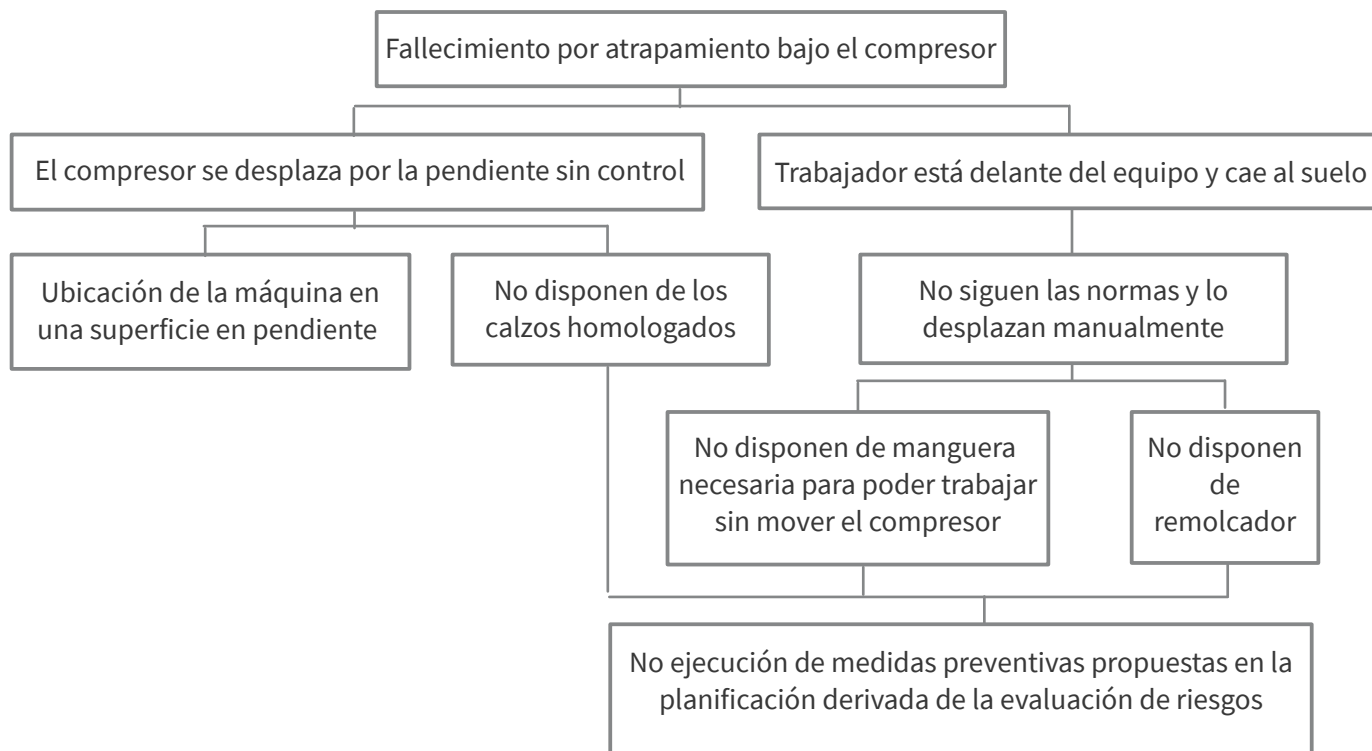 Fallecimiento por atrapamiento bajo el compresor
El compresor se desplaza por la pendiente sin control
Trabajador está delante del equipo y cae al suelo
Ubicación de la máquina en
una superficie en pendiente
No disponen de los
calzos homologados
No siguen las normas y lo
desplazan manualmente
No disponen de manguera
necesaria para poder trabajar
sin mover el compresor
No disponen
de
remolcador
No ejecución de medidas preventivas propuestas en la
planificación derivada de la evaluación de riesgos